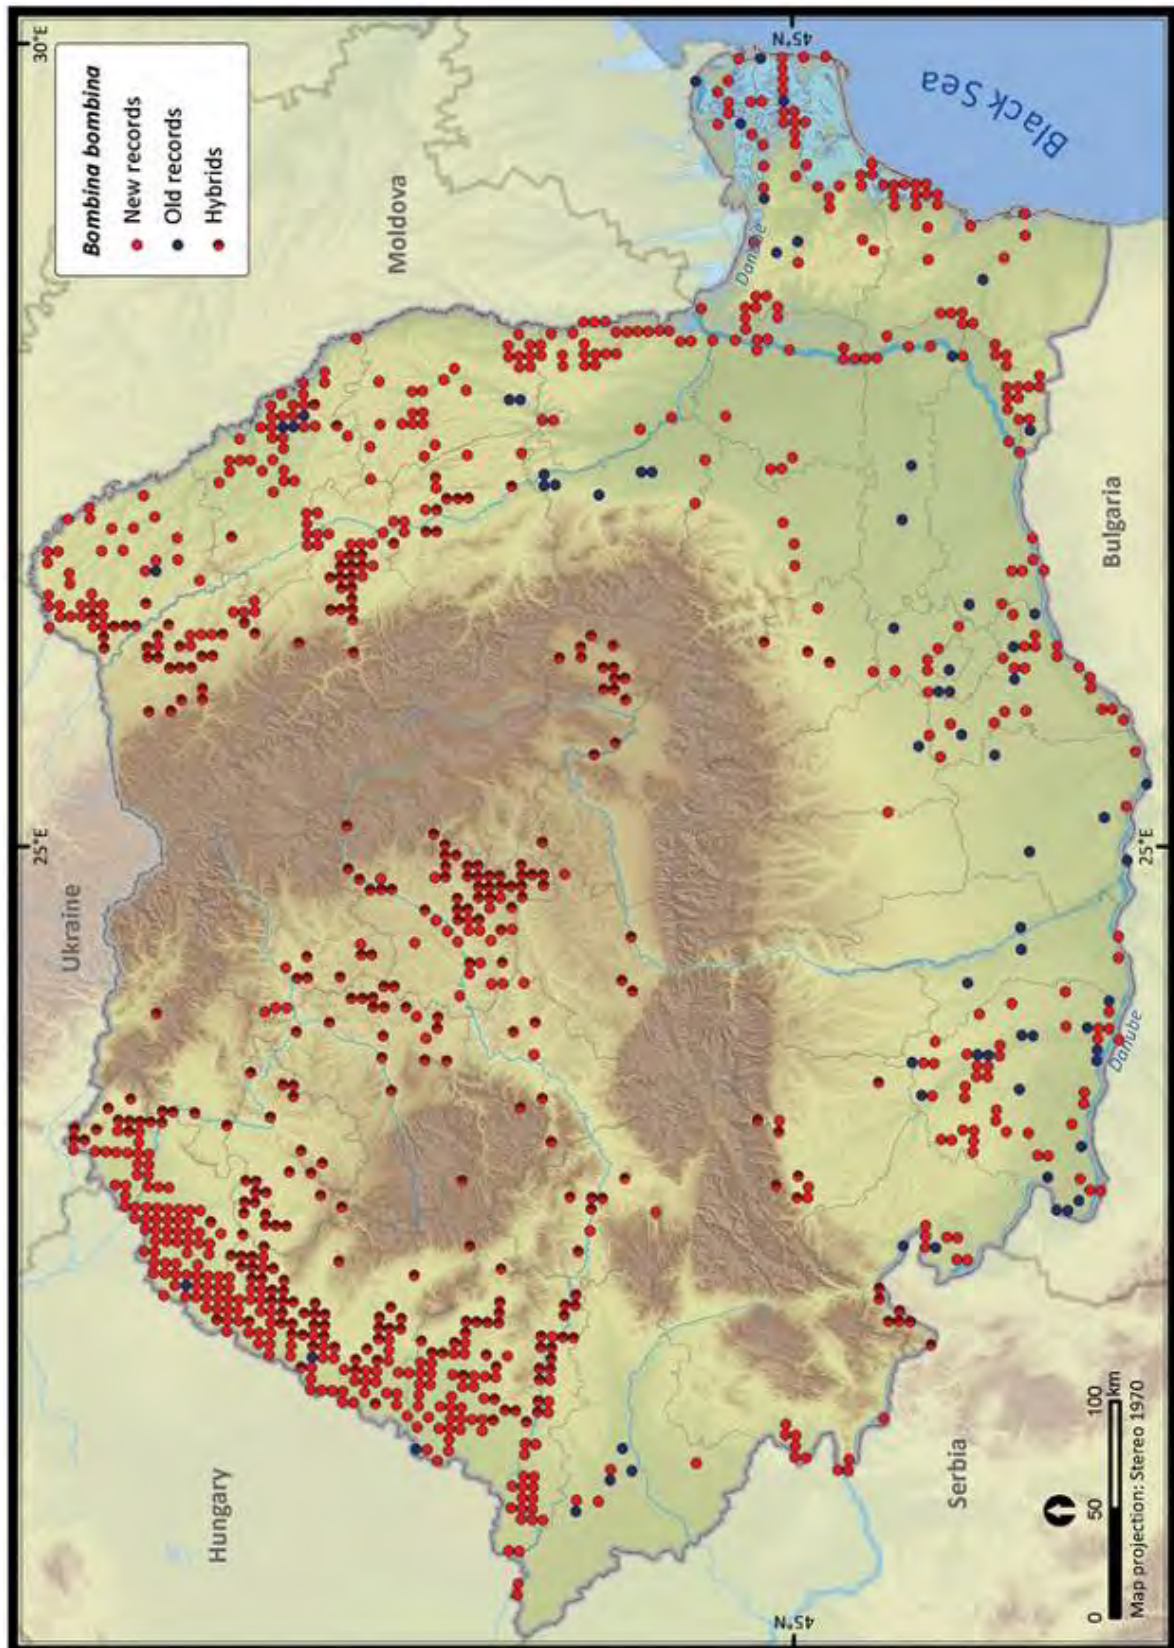 Bombina bombina
New records
Old records
Hybrids
30°E
45°N
Black Sea
Moldova
Danube
Ukraine
25°E
Bulgaria
25°E
Danube
Hungary
Serbia
45°N
0 50 100
km
Map projection: Stereo 1970